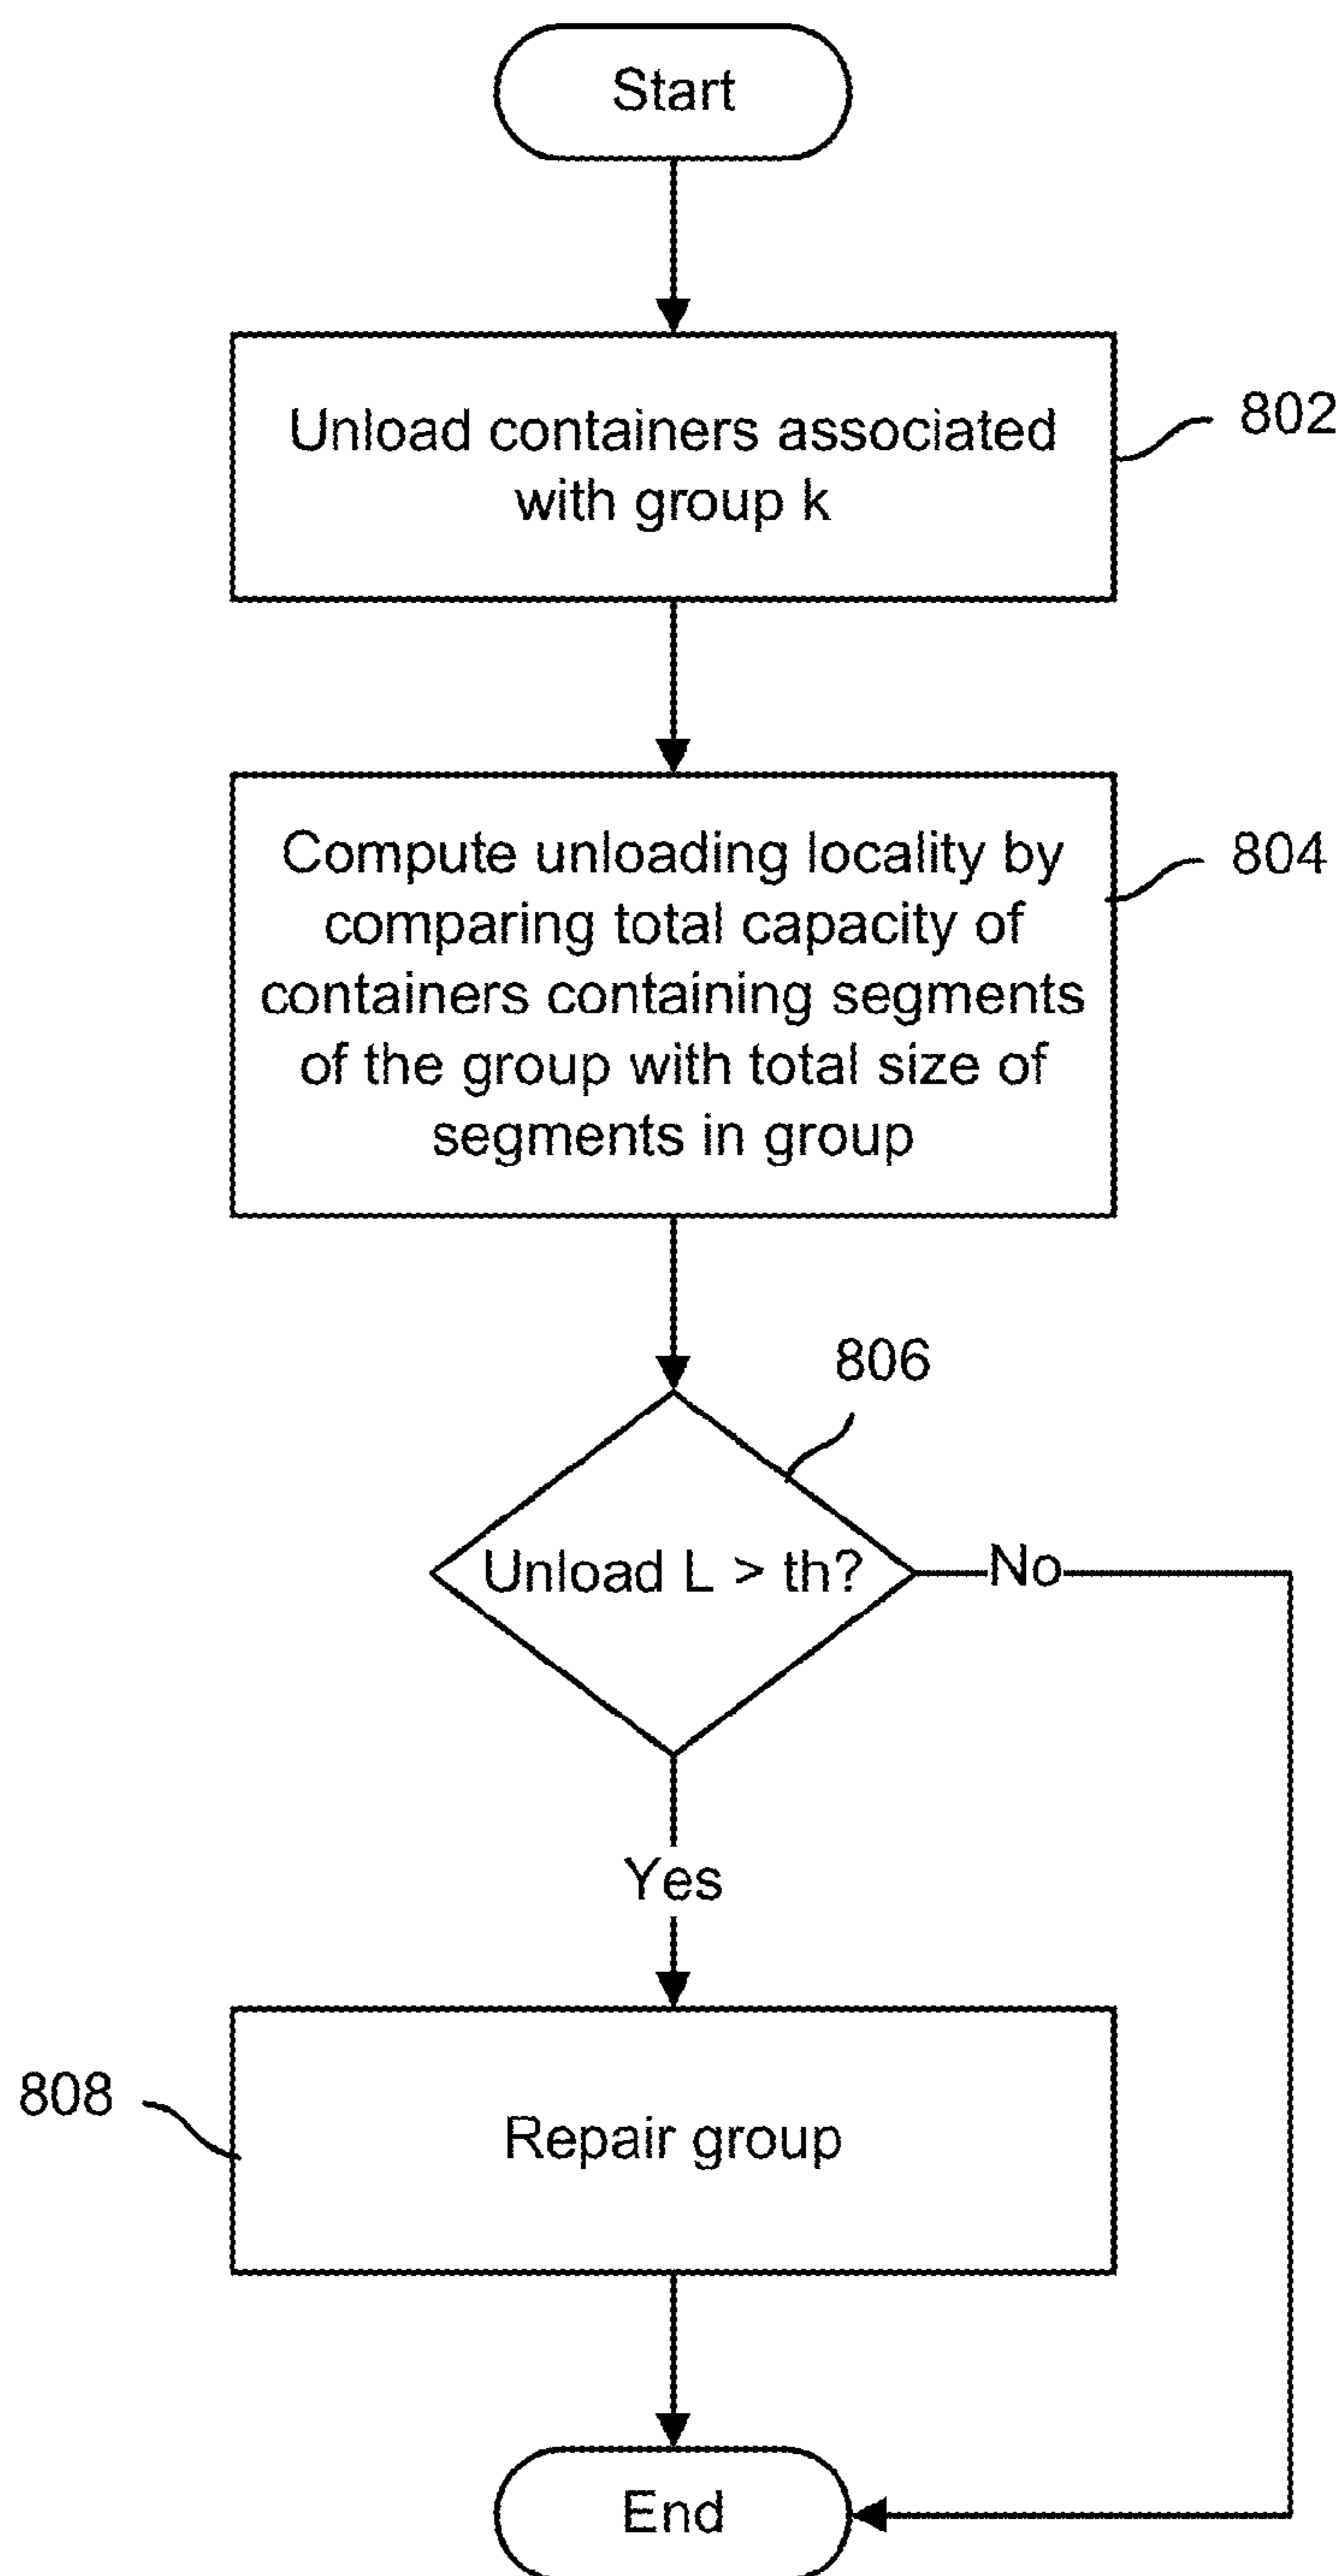 Start
Unload containers associated
with group k
802
Compute unloading locality by
comparing total capacity of
containers containing segments
of the group with total size of
segments in group
804
806
Unload L > th?
No
Yes
808
Repair group
End